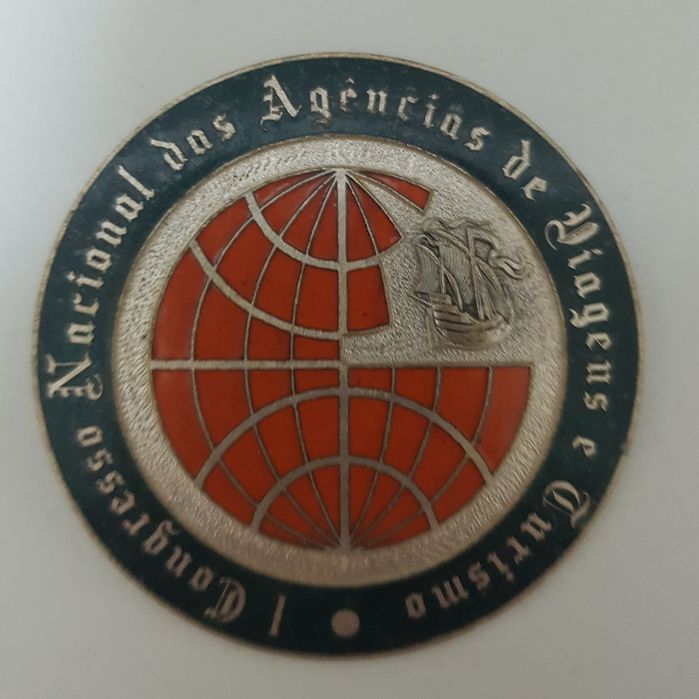 I Congresso Nacional das Agências de Viagens e Turismo